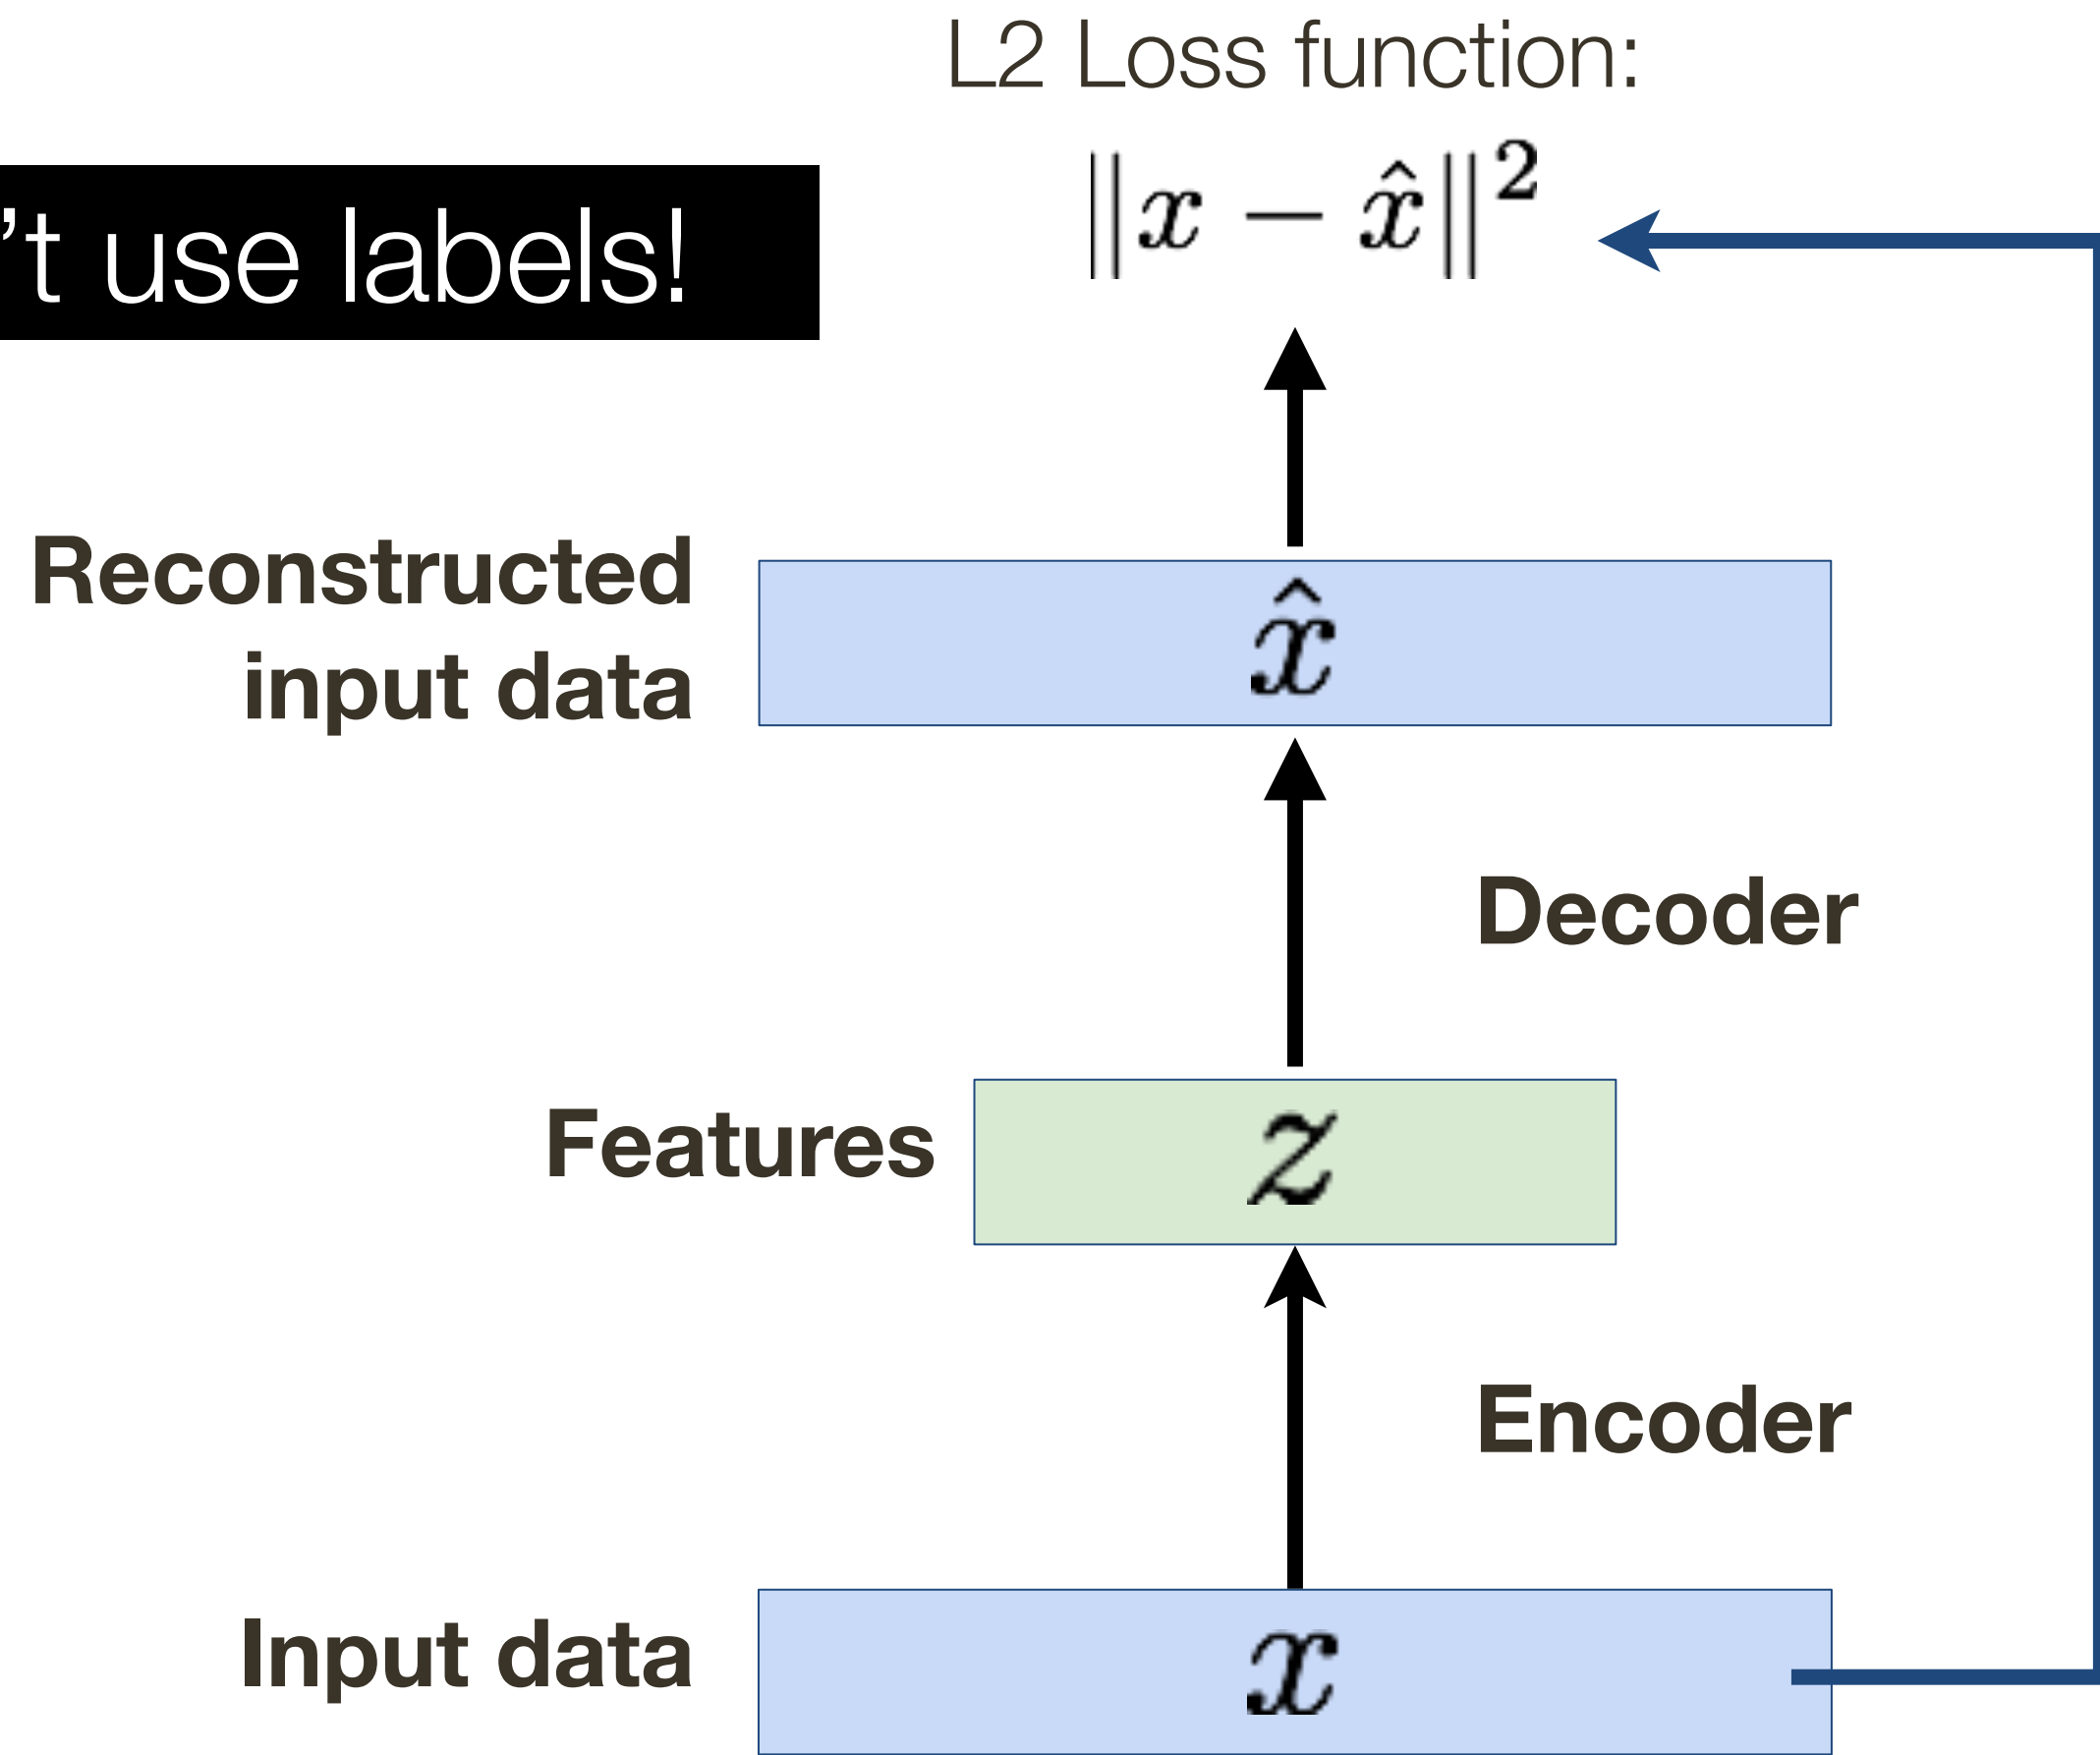 L2 Loss function:
‖x − x̂‖²
't use labels!
Reconstructed
input data
x̂
Decoder
Features
z
Encoder
Input data
x